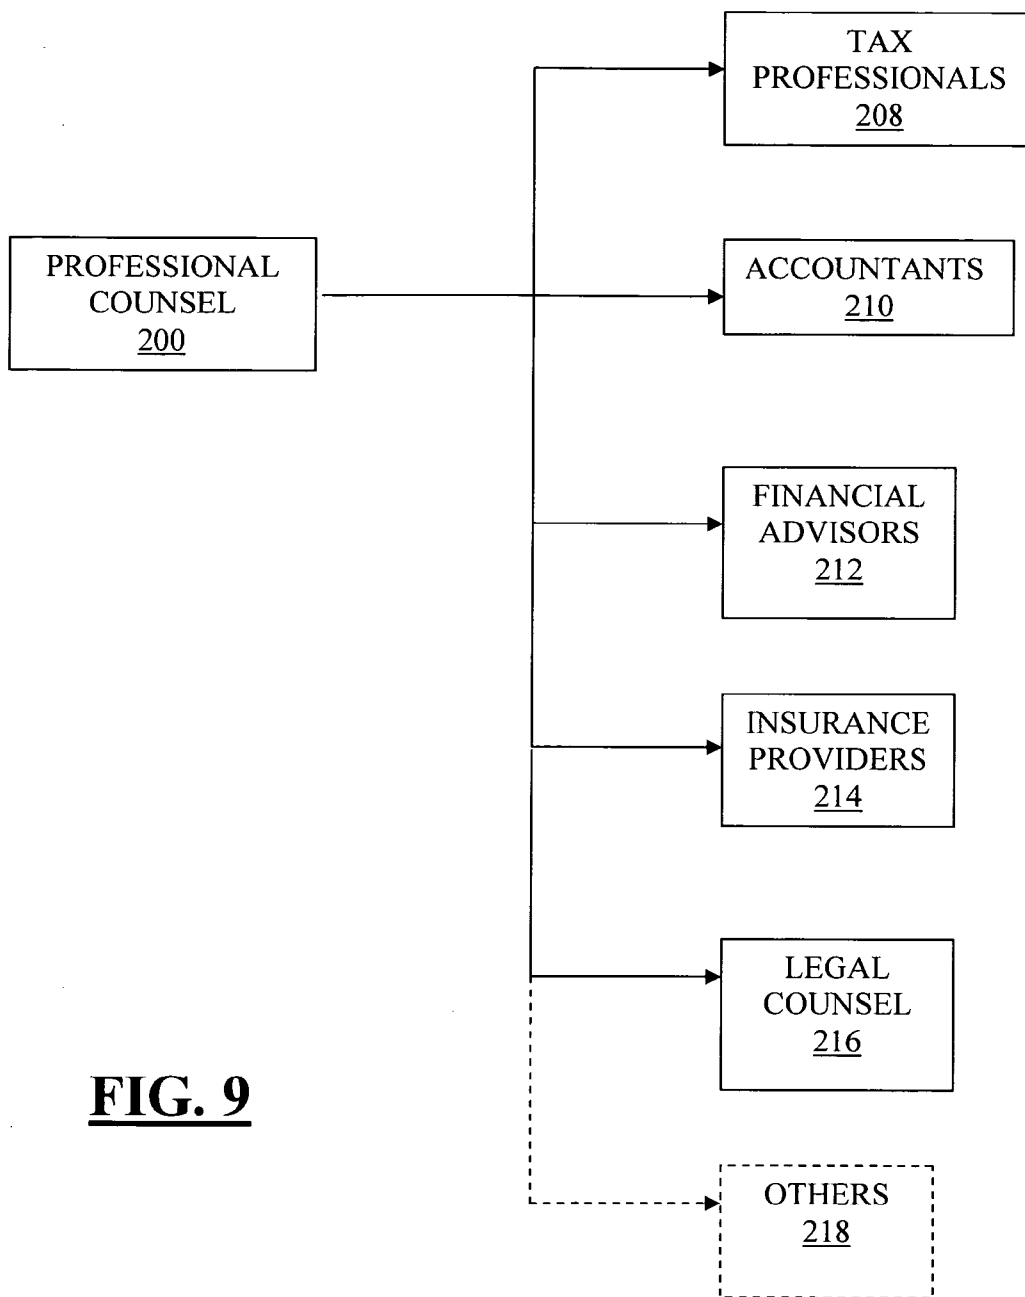 TAX
PROFESSIONALS
208
PROFESSIONAL
COUNSEL
200
ACCOUNTANTS
210
FINANCIAL
ADVISORS
212
INSURANCE
PROVIDERS
214
LEGAL
COUNSEL
216
FIG. 9
OTHERS
218